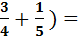 3/4 + 1/5 ) =